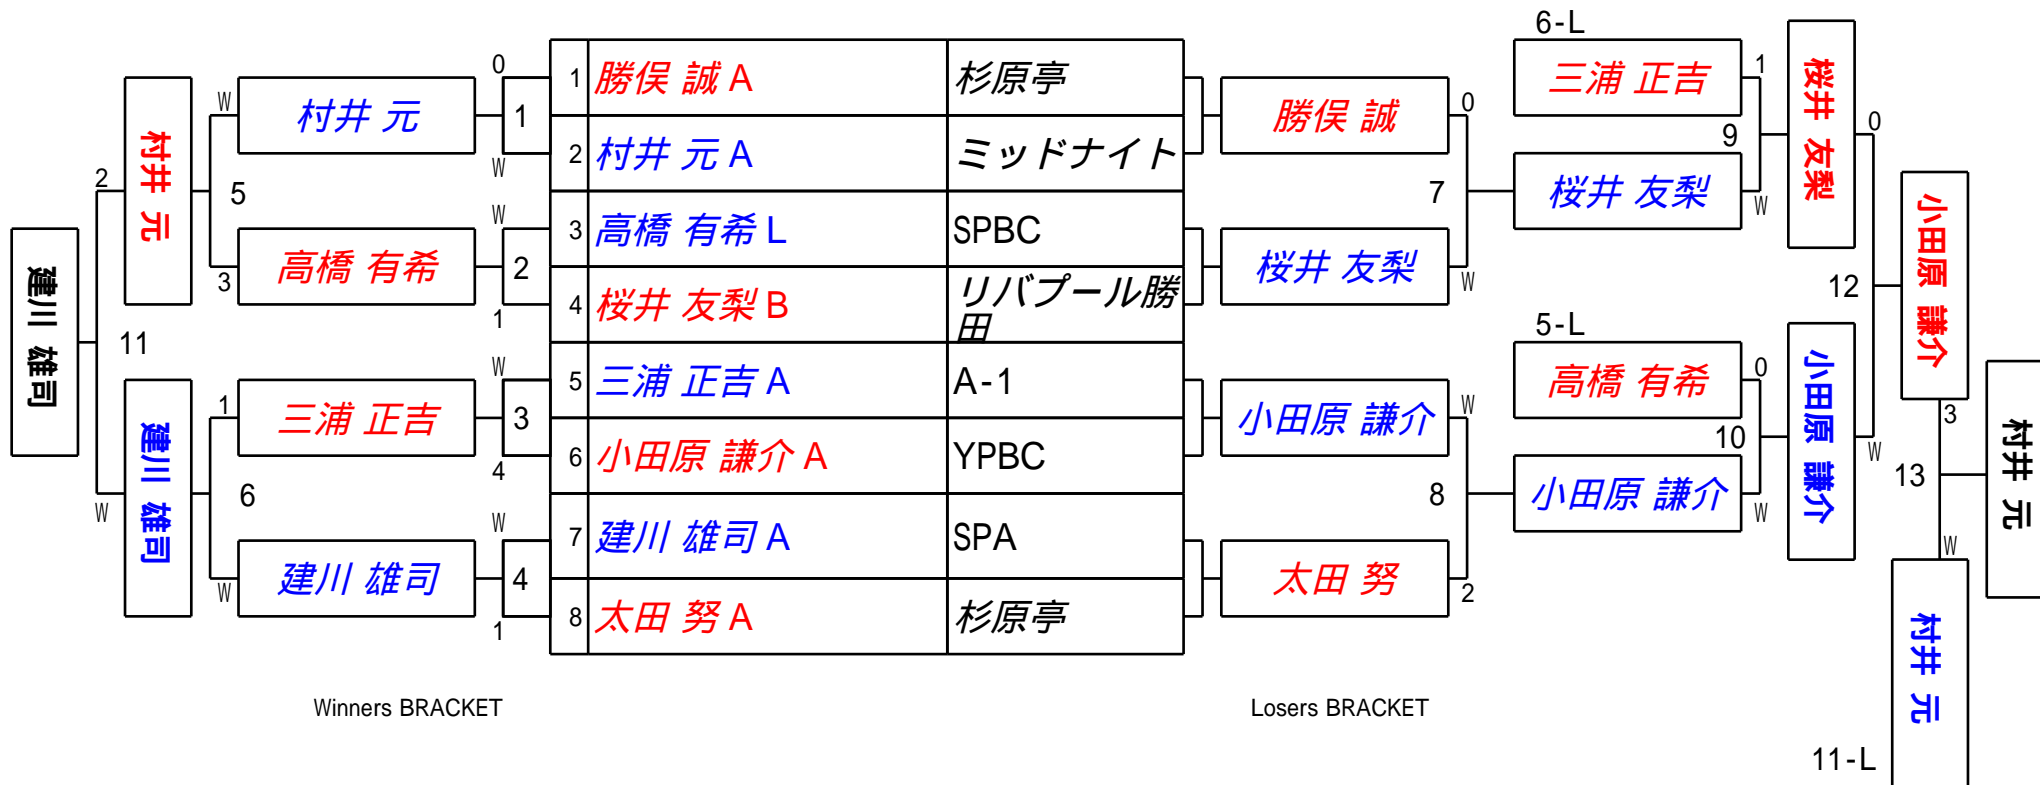 建川 雄司
2
W
11
村井 元
建川 雄司
W
5
3
1
6
W
村井 元
高橋 有希
三浦 正吉
建川 雄司
0
1
W
W
2
1
W
3
4
W
4
1
1 勝俣 誠 A 杉原亭
2 村井 元 A ミッドナイト
3 高橋 有希 L SPBC
4 桜井 友梨 B リバプール勝
田
5 三浦 正吉 A A-1
6 小田原 謙介 A YPBC
7 建川 雄司 A SPA
8 太田 努 A 杉原亭
勝俣 誠
桜井 友梨
小田原 謙介
太田 努
0
7
W
W
8
2
6-L
三浦 正吉
桜井 友梨
5-L
高橋 有希
小田原 謙介
1
9
W
0
10
W
桜井 友梨
小田原 謙介
0
12
W
小田原 謙介
3
13
W
村井 元
11-L
村井 元
Winners BRACKET
Losers BRACKET